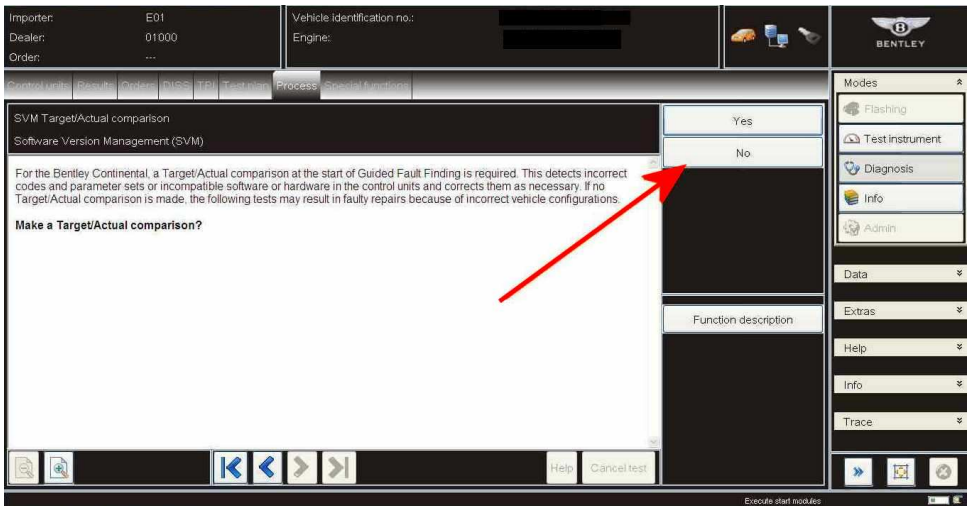 Importer: E01
Dealer: 01000
Order: ---
Vehicle identification no.:
Engine:
BENTLEY
Control units Results Orders DISS TPI Test plan Process Special functions
SVM Target/Actual comparison
Software Version Management (SVM)
For the Bentley Continental, a Target/Actual comparison at the start of Guided Fault Finding is required. This detects incorrect
codes and parameter sets or incompatible software or hardware in the control units and corrects them as necessary. If no
Target/Actual comparison is made, the following tests may result in faulty repairs because of incorrect vehicle configurations.
Make a Target/Actual comparison?
Yes
No
Function description
Help
Cancel test
Modes
Flashing
Test instrument
Diagnosis
Info
Admin
Data
Extras
Help
Info
Trace
Execute start modules